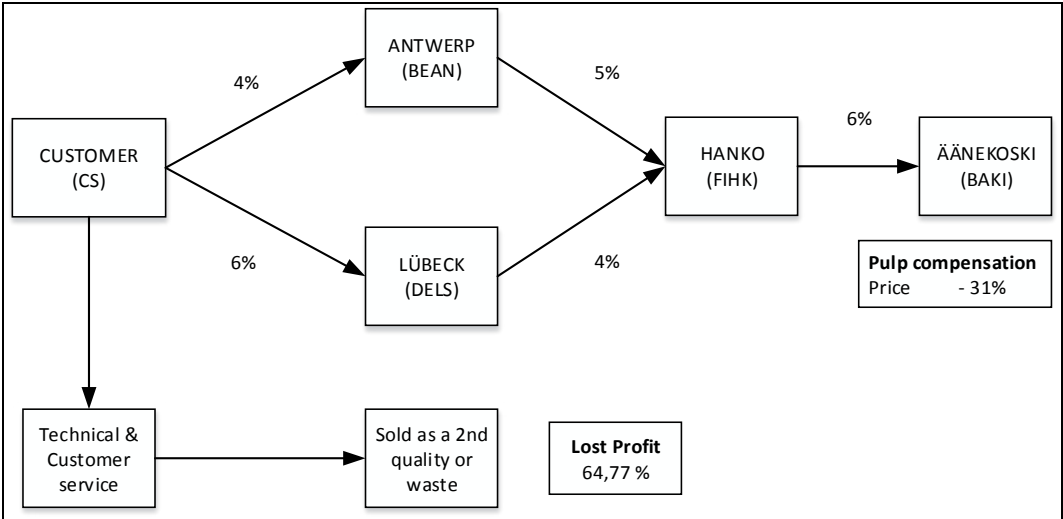 ANTWERP
(BEAN)
4%
5%
CUSTOMER
(CS)
HANKO
(FIHK)
6%
ÄÄNEKOSKI
(BAKI)
6%
LÜBECK
(DELS)
4%
Pulp compensation
Price - 31%
Technical &
Customer
service
Sold as a 2nd
quality or
waste
Lost Profit
64,77 %